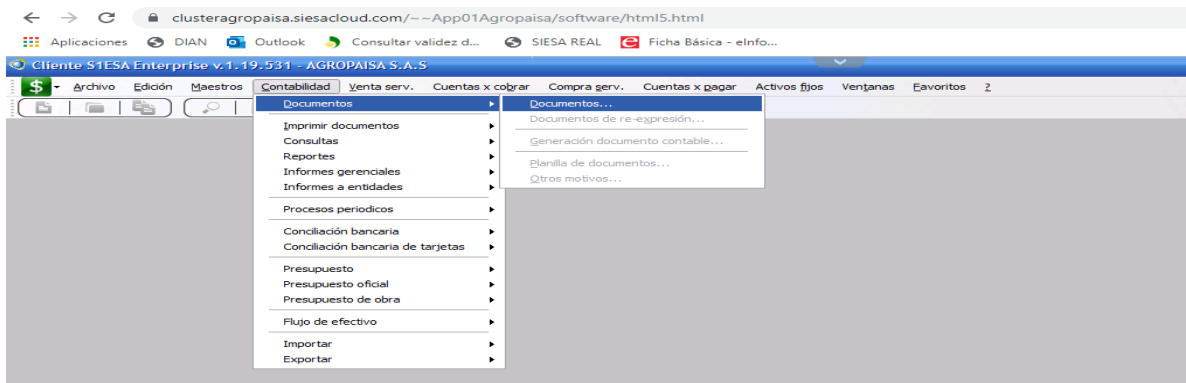 clusteragropaisa.siesacloud.com/~~App01Agropaisa/software/html5.html
Aplicaciones DIAN Outlook Consultar validez d... SIESA REAL Ficha Básica - eInfo...
Cliente S1ESA Enterprise v.1.19.531 - AGROPAISA S.A.S
$ Archivo Edición Maestros Contabilidad Venta serv. Cuentas x cobrar Compra serv. Cuentas x pagar Activos fijos Ventanas Favoritos ?
Documentos
Imprimir documentos
Consultas
Reportes
Informes gerenciales
Informes a entidades
Procesos periodicos
Conciliación bancaria
Conciliación bancaria de tarjetas
Presupuesto
Presupuesto oficial
Presupuesto de obra
Flujo de efectivo
Importar
Exportar
Documentos...
Documentos de re-expresión...
Generación documento contable...
Planilla de documentos...
Otros motivos...